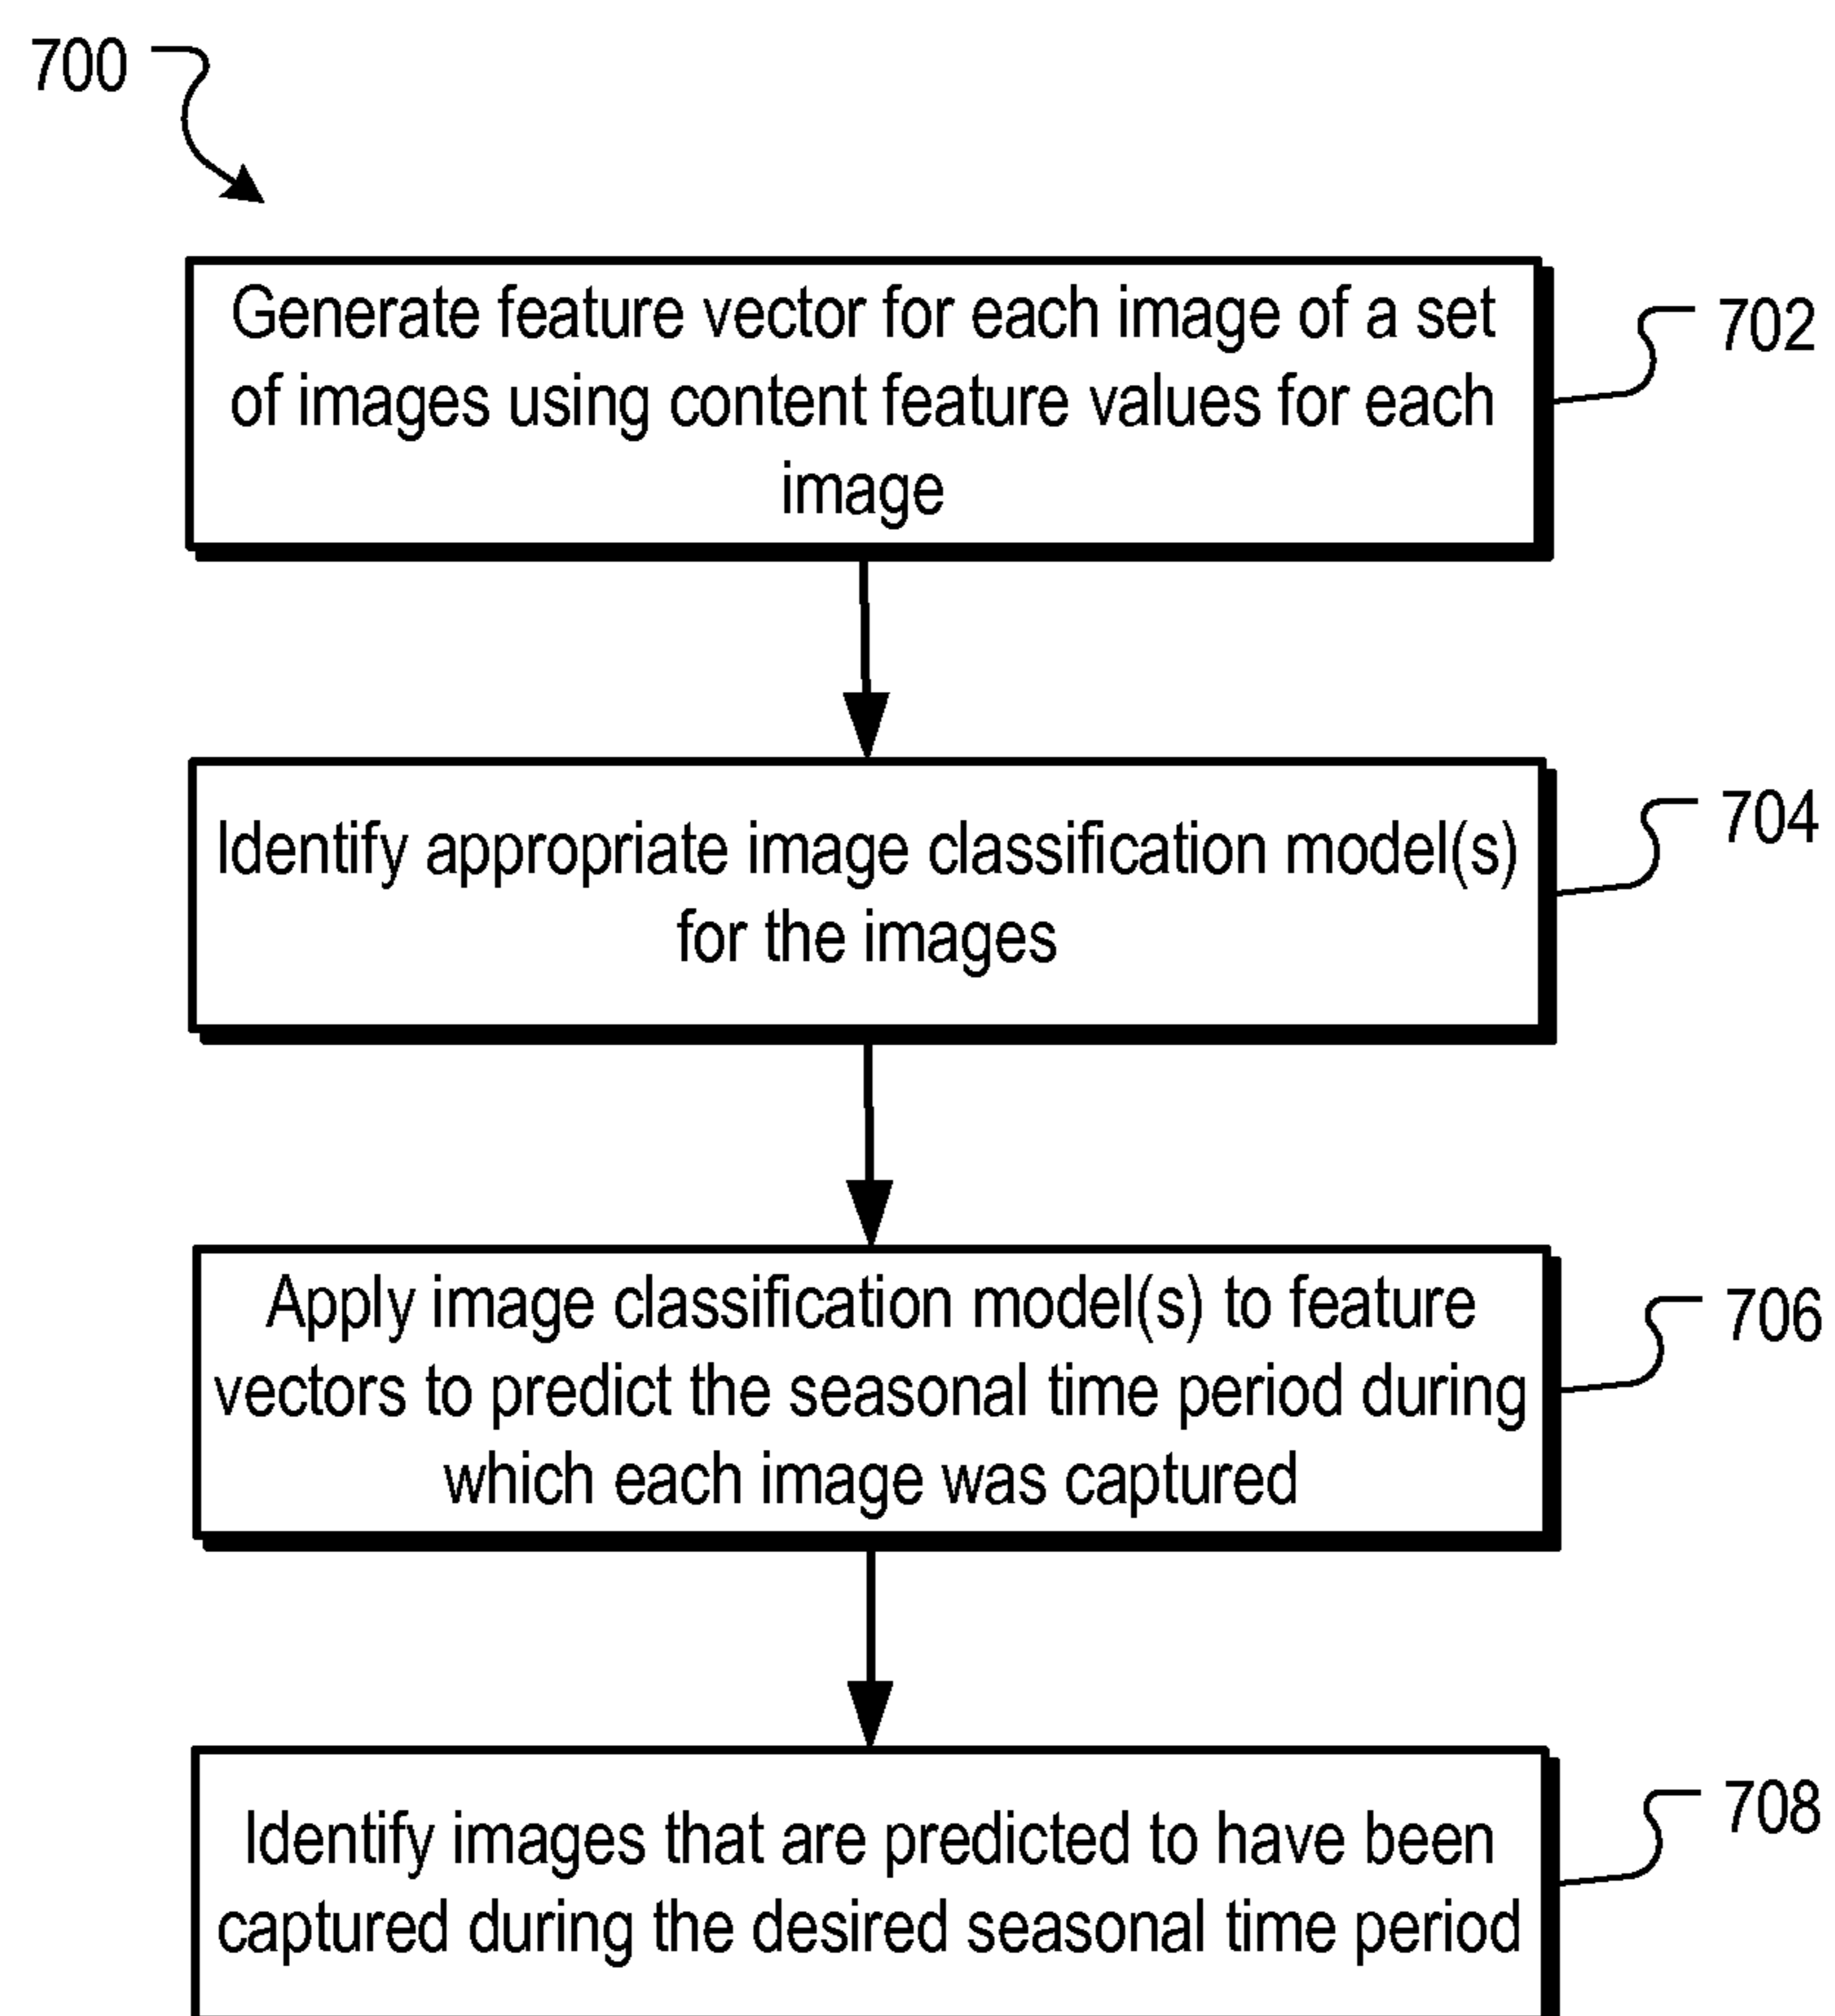 700
Generate feature vector for each image of a set
of images using content feature values for each
image
702
Identify appropriate image classification model(s)
for the images
704
Apply image classification model(s) to feature
vectors to predict the seasonal time period during
which each image was captured
706
Identify images that are predicted to have been
captured during the desired seasonal time period
708